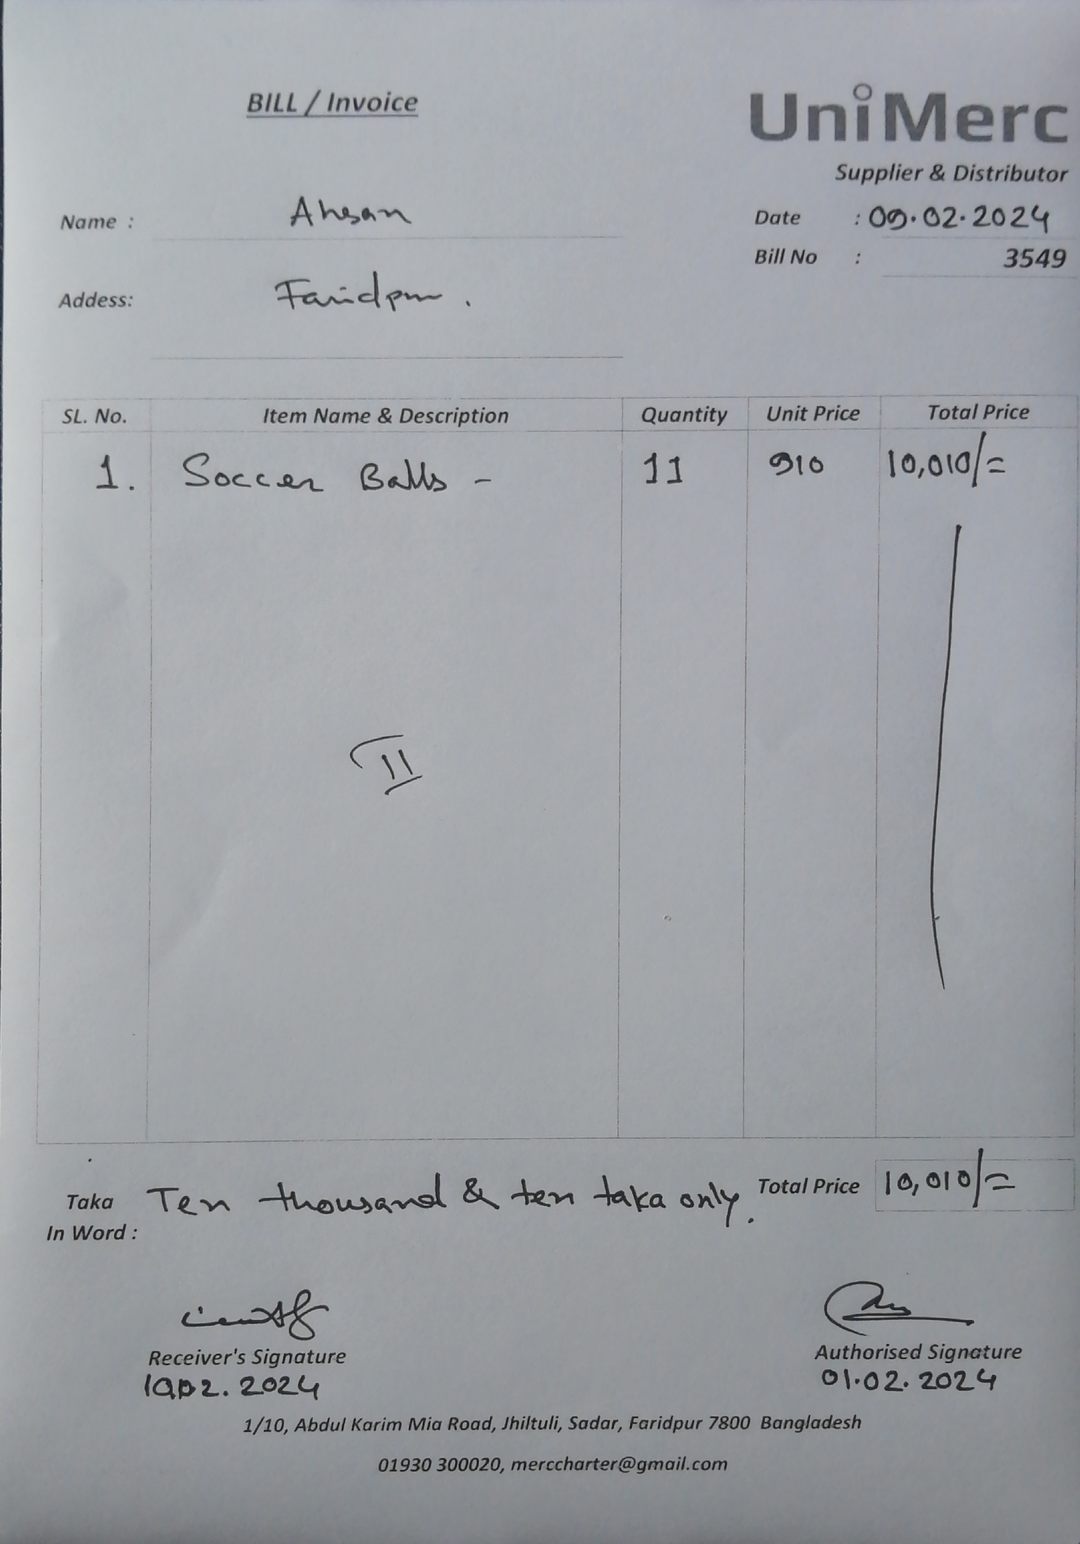 BILL / Invoice
UniMerc
Supplier & Distributor
Name : Ahsan
Date : 09.02.2024
Bill No : 3549
Addess: Faridpur.
SL. No. Item Name & Description Quantity Unit Price Total Price
1. Soccer Balls - 11 910 10,010/=
11
Taka In Word : Ten thousand & ten taka only. Total Price 10,010/=
Receiver's Signature
Authorised Signature
01.02.2024
1/10, Abdul Karim Mia Road, Jhiltuli, Sadar, Faridpur 7800 Bangladesh
01930 300020, merccharter@gmail.com